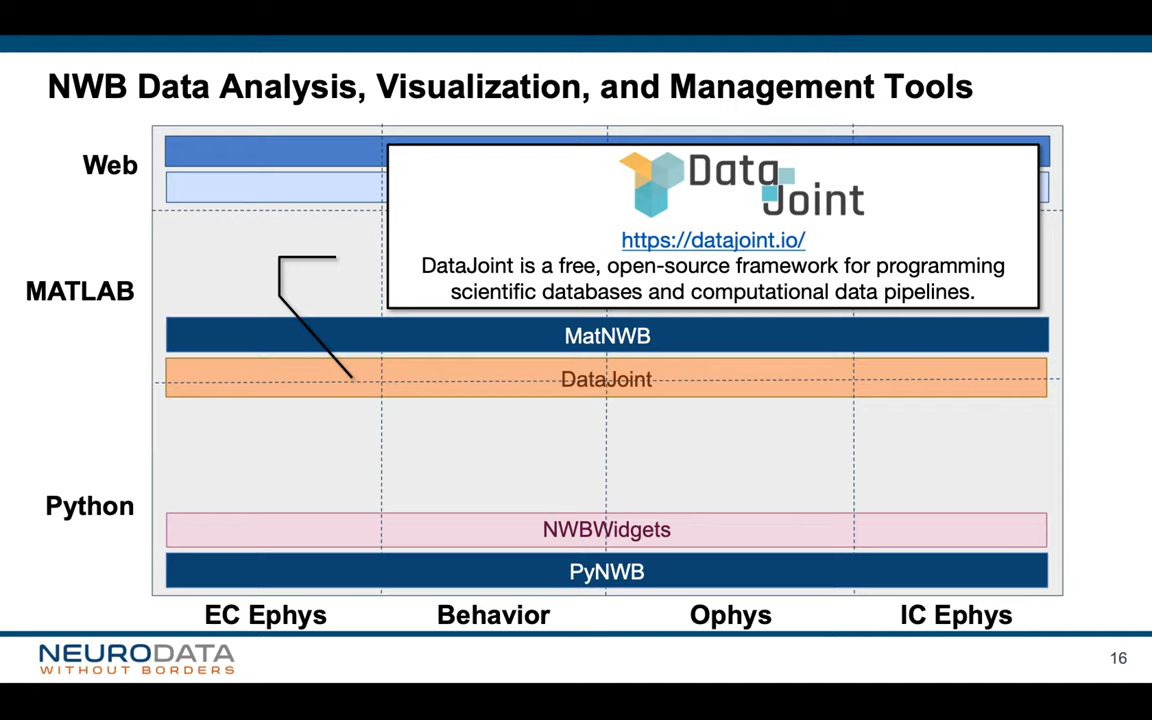 NWB Data Analysis, Visualization, and Management Tools
Web
Data
Joint
https://datajoint.io/
DataJoint is a free, open-source framework for programming
scientific databases and computational data pipelines.
MATLAB
MatNWB
DataJoint
Python
NWBWidgets
PyNWB
EC Ephys
Behavior
Ophys
IC Ephys
NEURODATA
WITHOUT BORDERS
16